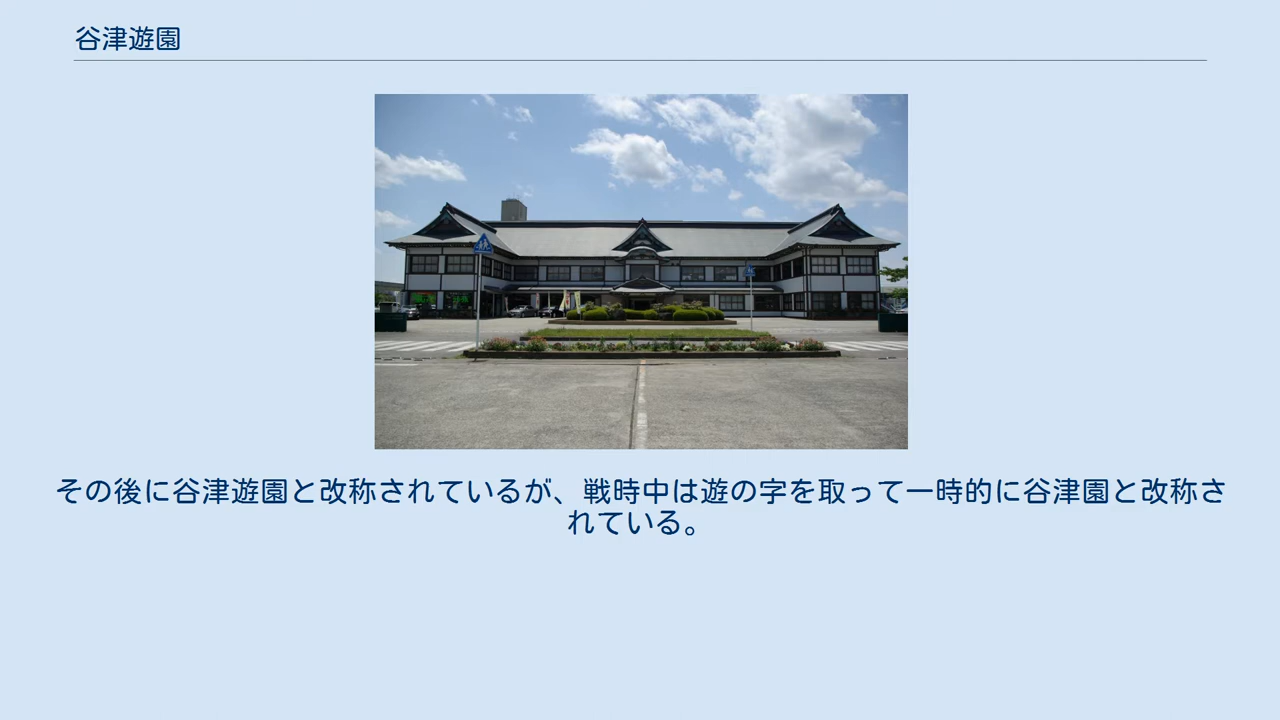 谷津遊園
その後に谷津遊園と改称されているが、戦時中は遊の字を取って一時的に谷津園と改称さ
れている。